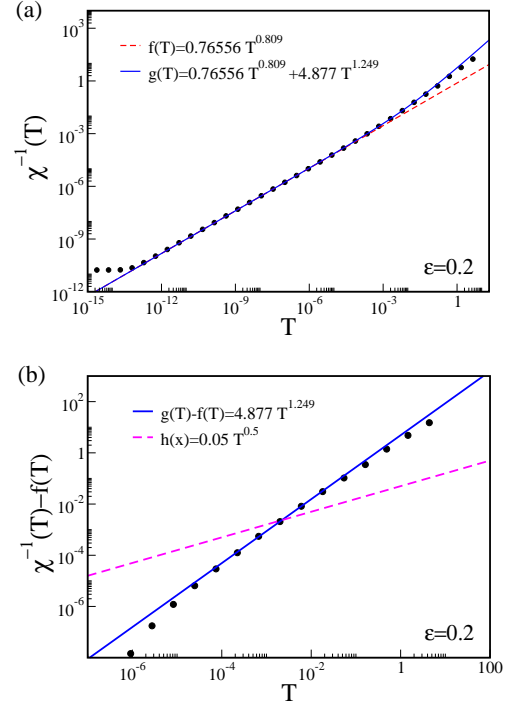 (a)
10^3
1
10^-3
10^-6
10^-9
10^-12
χ^-1(T)
f(T)=0.76556 T^0.809
g(T)=0.76556 T^0.809 +4.877 T^1.249
ε=0.2
10^-15 10^-12 10^-9 10^-6 10^-3 1
T
(b)
10^2
1
10^-2
10^-4
10^-6
χ^-1(T)−f(T)
g(T)-f(T)=4.877 T^1.249
h(x)=0.05 T^0.5
ε=0.2
10^-6 10^-4 10^-2 1 100
T